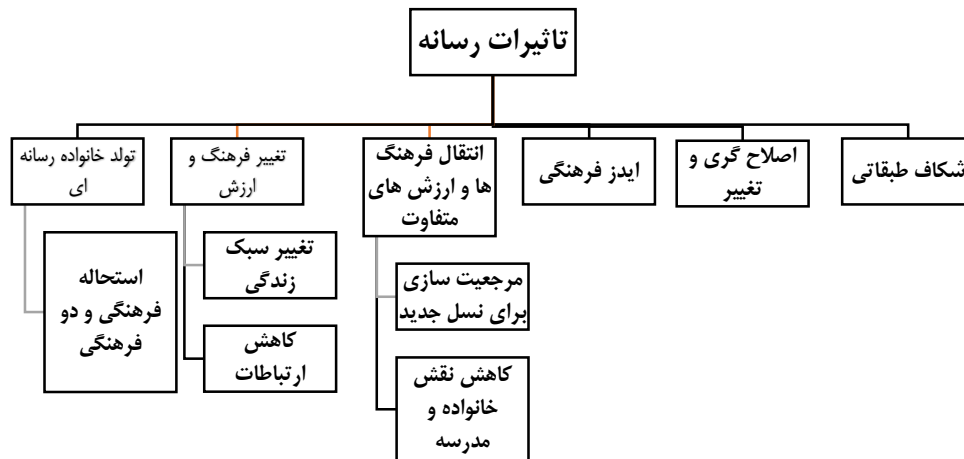 تاثیرات رسانه
شکاف طبقاتی
اصلاح گری و
تغییر
ایدز فرهنگی
انتقال فرهنگ
ها و ارزش های
متفاوت
مرجعیت سازی
برای نسل جدید
کاهش نقش
خانواده و
مدرسه
تغییر فرهنگ و
ارزش
تغییر سبک
زندگی
کاهش
ارتباطات
تولد خانواده رسانه
ای
استحاله
فرهنگی و دو
فرهنگی